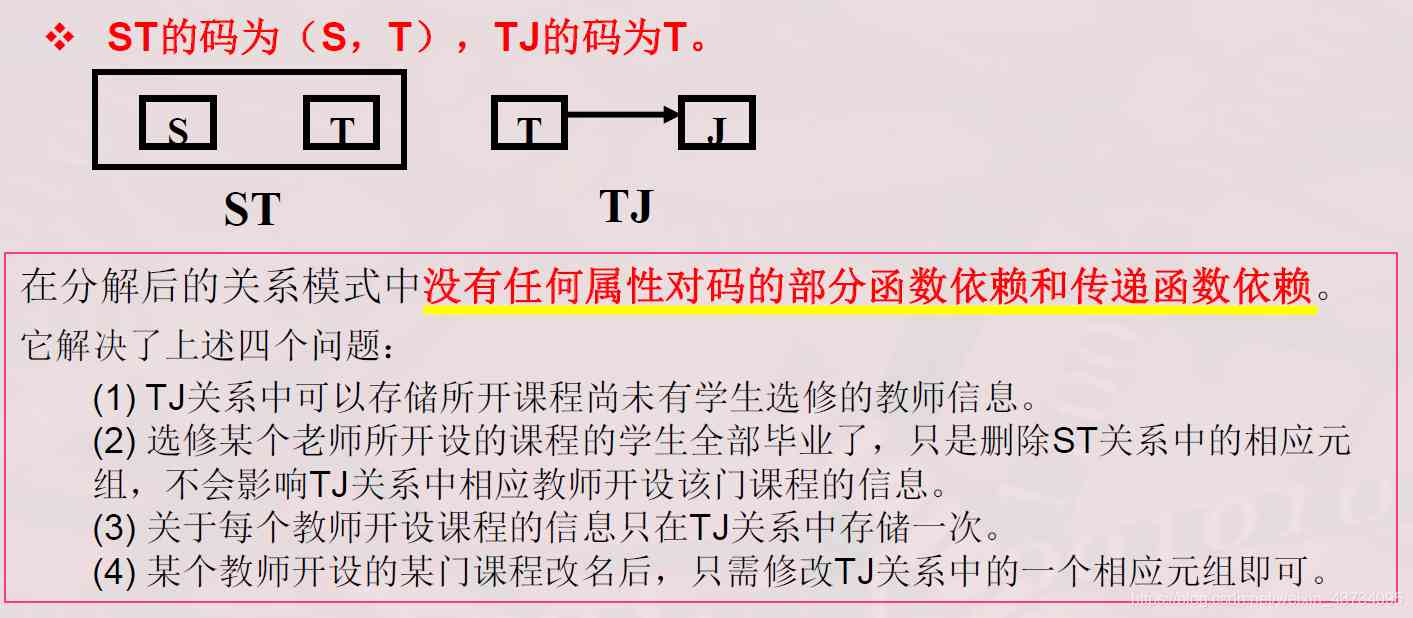 ❖ ST的码为（S，T），TJ的码为T。
S T T J
ST TJ
在分解后的关系模式中没有任何属性对码的部分函数依赖和传递函数依赖。
它解决了上述四个问题：
(1) TJ关系中可以存储所开课程尚未有学生选修的教师信息。
(2) 选修某个老师所开设的课程的学生全部毕业了，只是删除ST关系中的相应元
组，不会影响TJ关系中相应教师开设该门课程的信息。
(3) 关于每个教师开设课程的信息只在TJ关系中存储一次。
(4) 某个教师开设的某门课程改名后，只需修改TJ关系中的一个相应元组即可。
https://blog.csdn.net/weixin_43734095